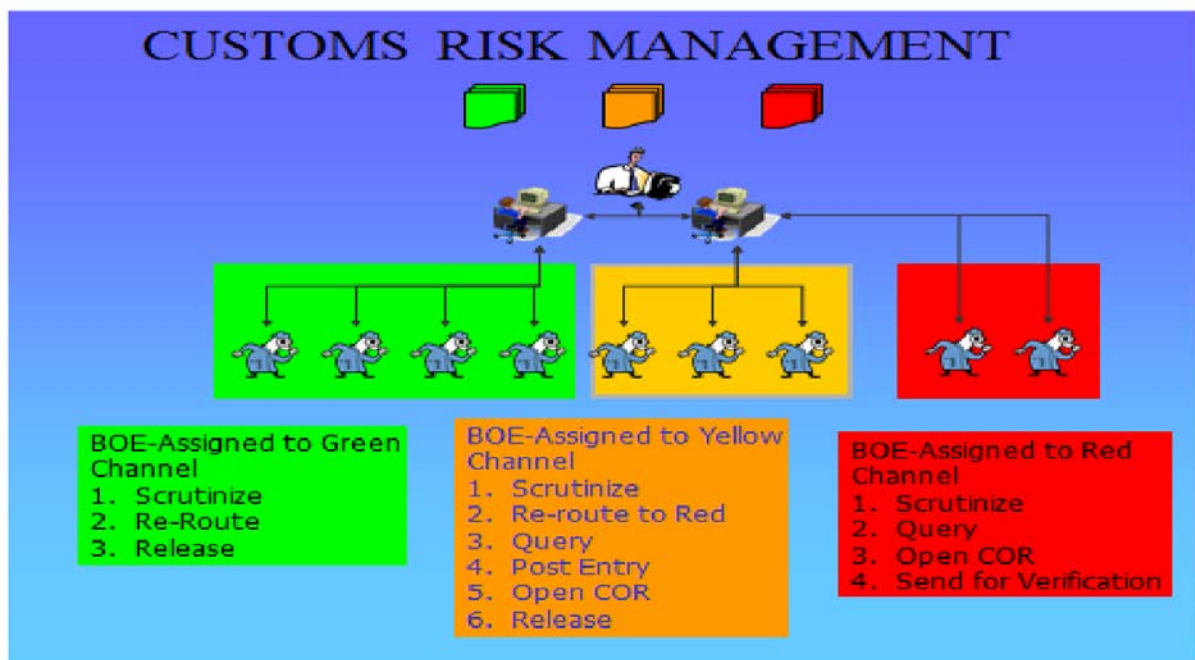 CUSTOMS RISK MANAGEMENT
BOE-Assigned to Green
Channel
1. Scrutinize
2. Re-Route
3. Release
BOE-Assigned to Yellow
Channel
1. Scrutinize
2. Re-route to Red
3. Query
4. Post Entry
5. Open COR
6. Release
BOE-Assigned to Red
Channel
1. Scrutinize
2. Query
3. Open COR
4. Send for Verification